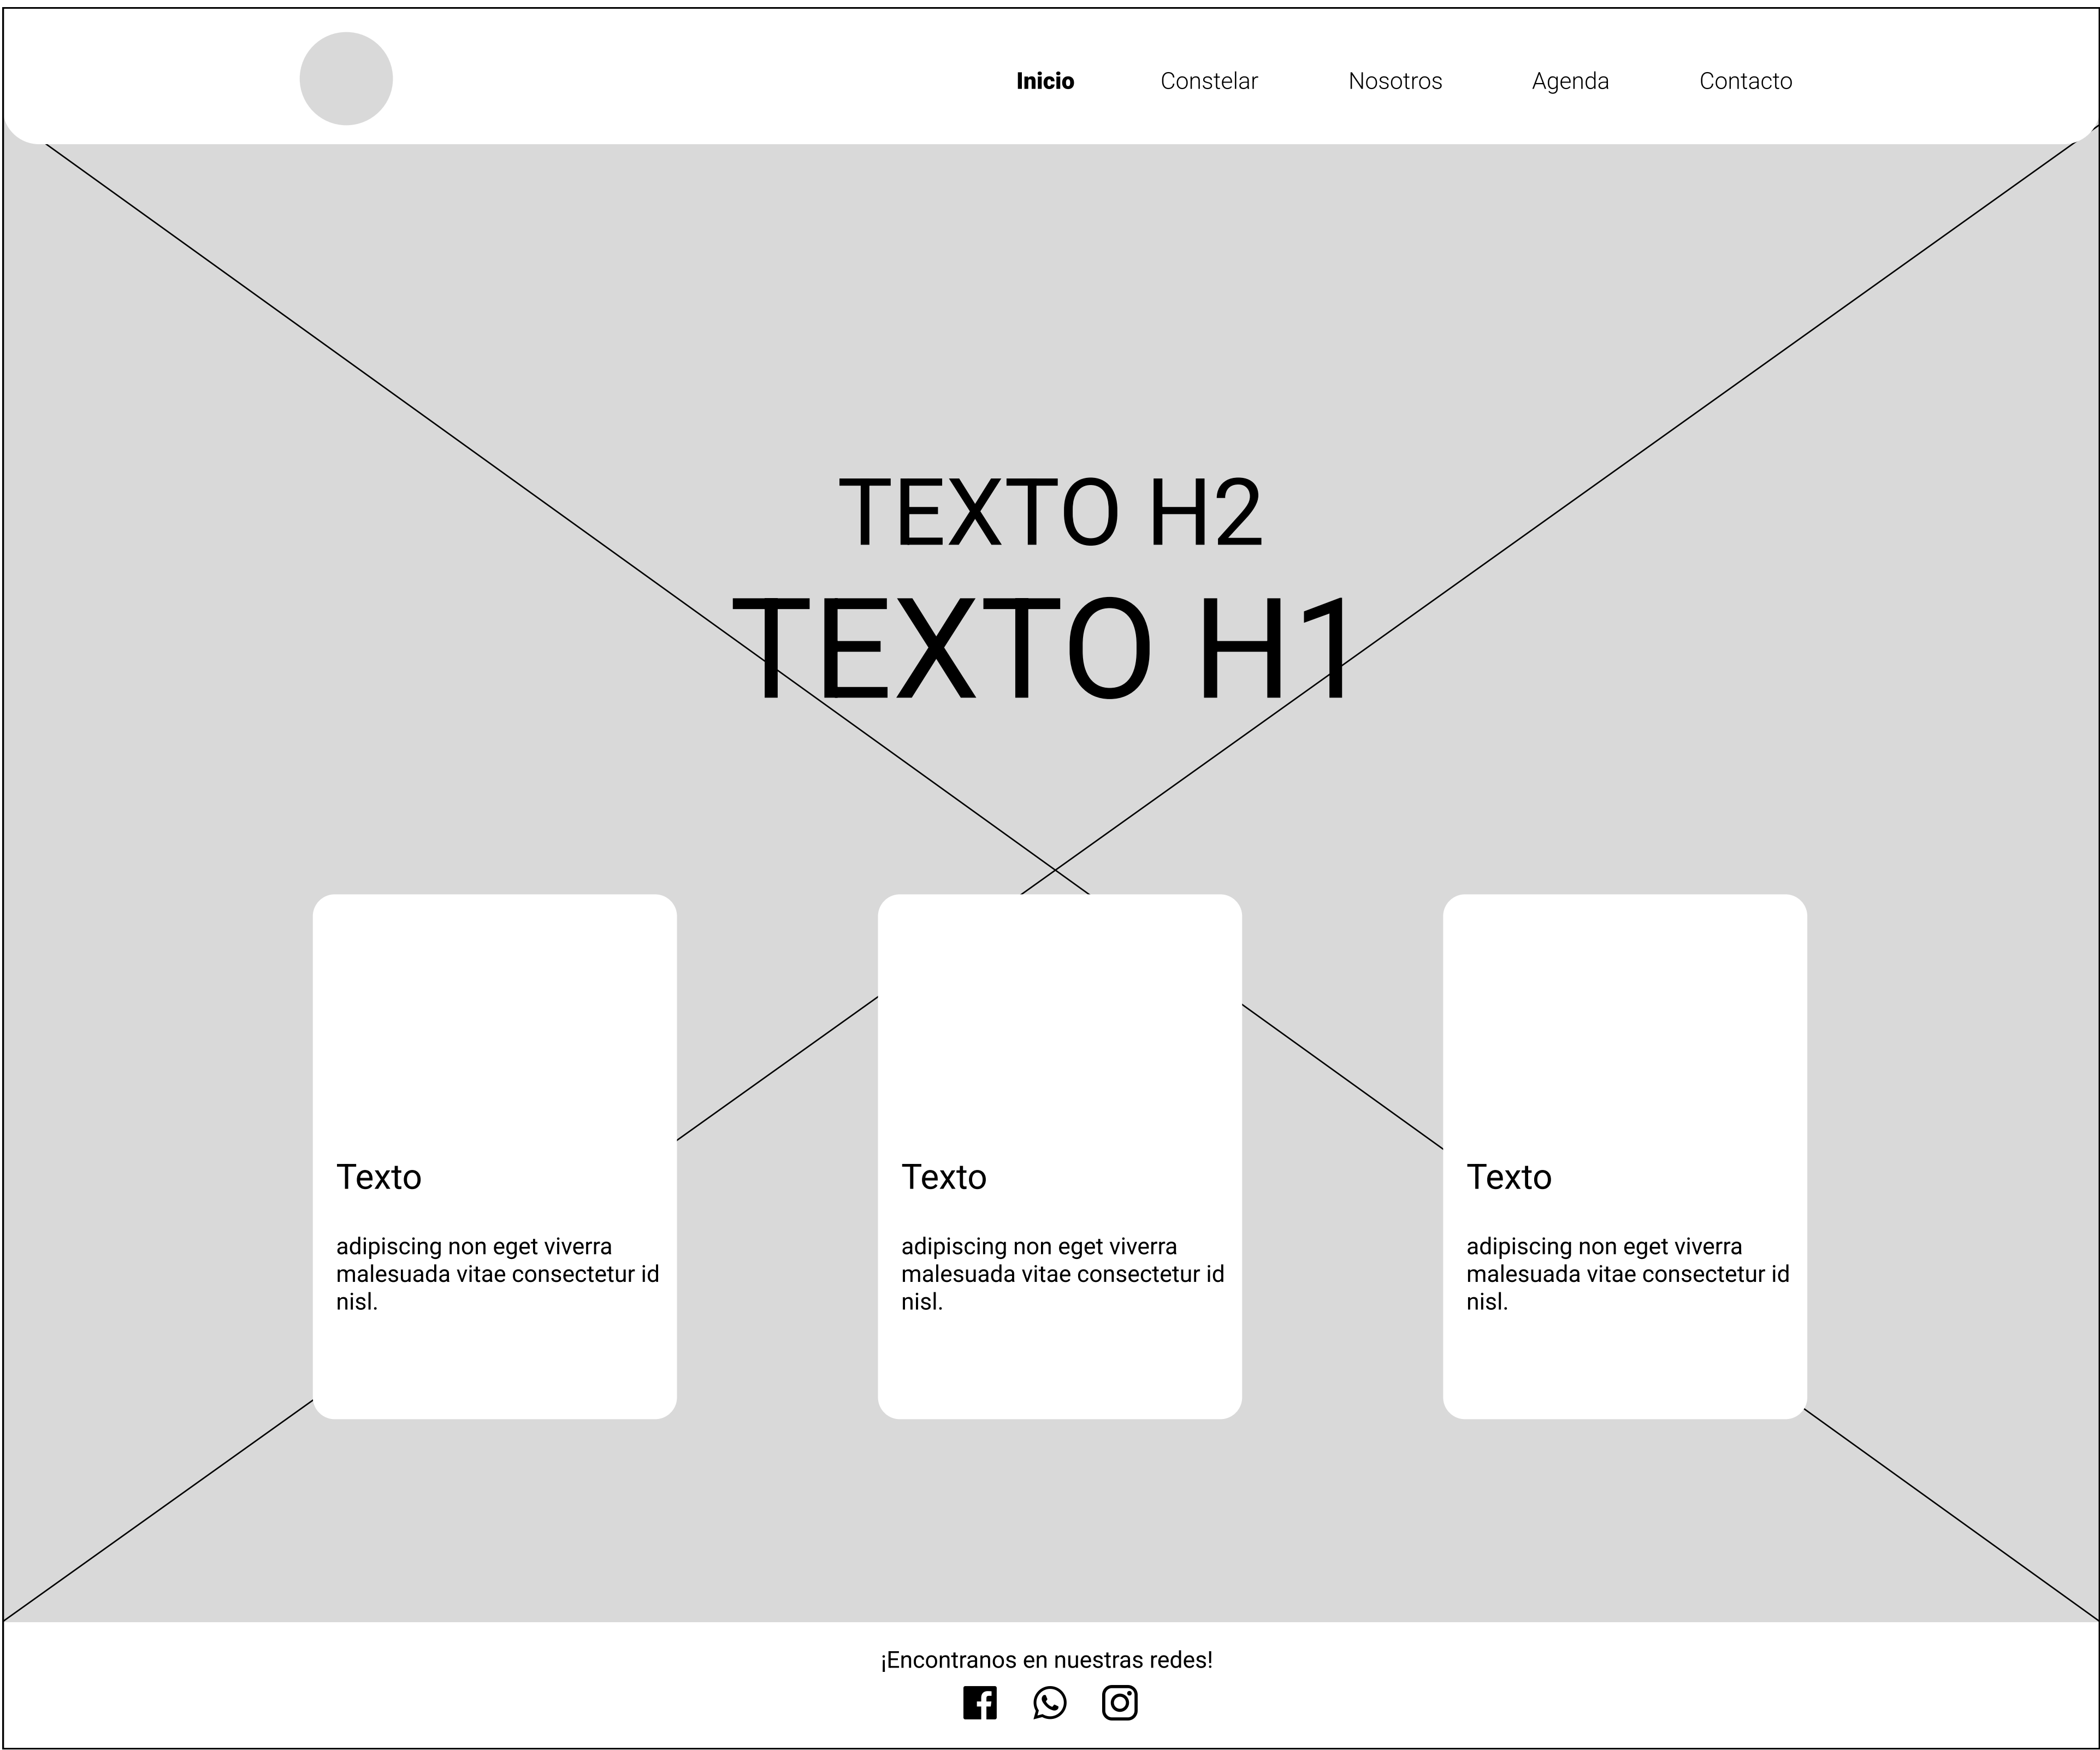 Inicio Constelar Nosotros Agenda Contacto
TEXTO H2
TEXTO H1
Texto
adipiscing non eget viverra
malesuada vitae consectetur id
nisl.
Texto
adipiscing non eget viverra
malesuada vitae consectetur id
nisl.
Texto
adipiscing non eget viverra
malesuada vitae consectetur id
nisl.
¡Encontranos en nuestras redes!